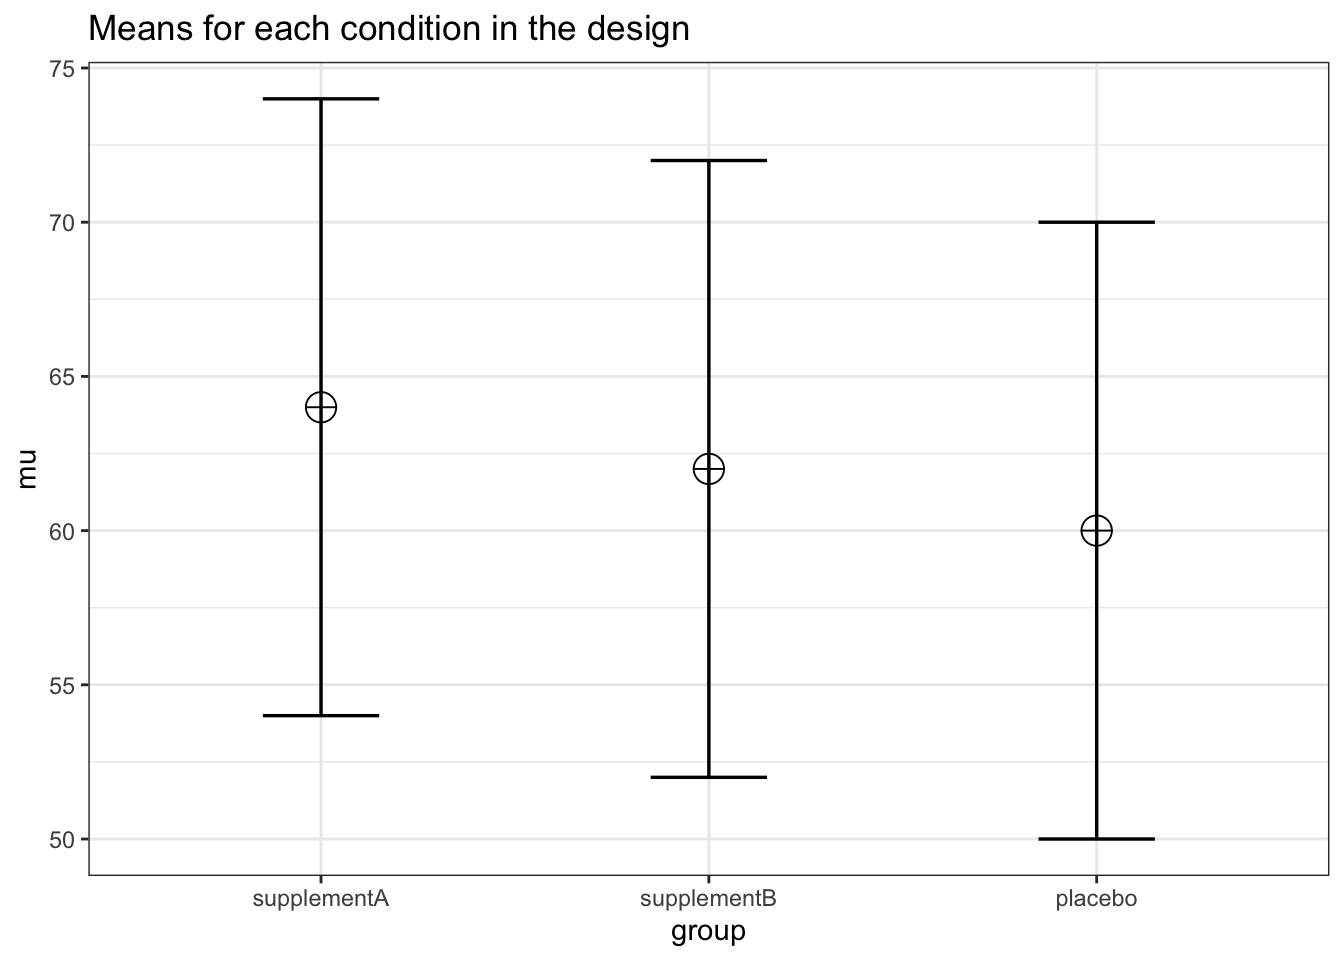 Means for each condition in the design
75
70
65
60
55
50
mu
supplementA supplementB placebo
group